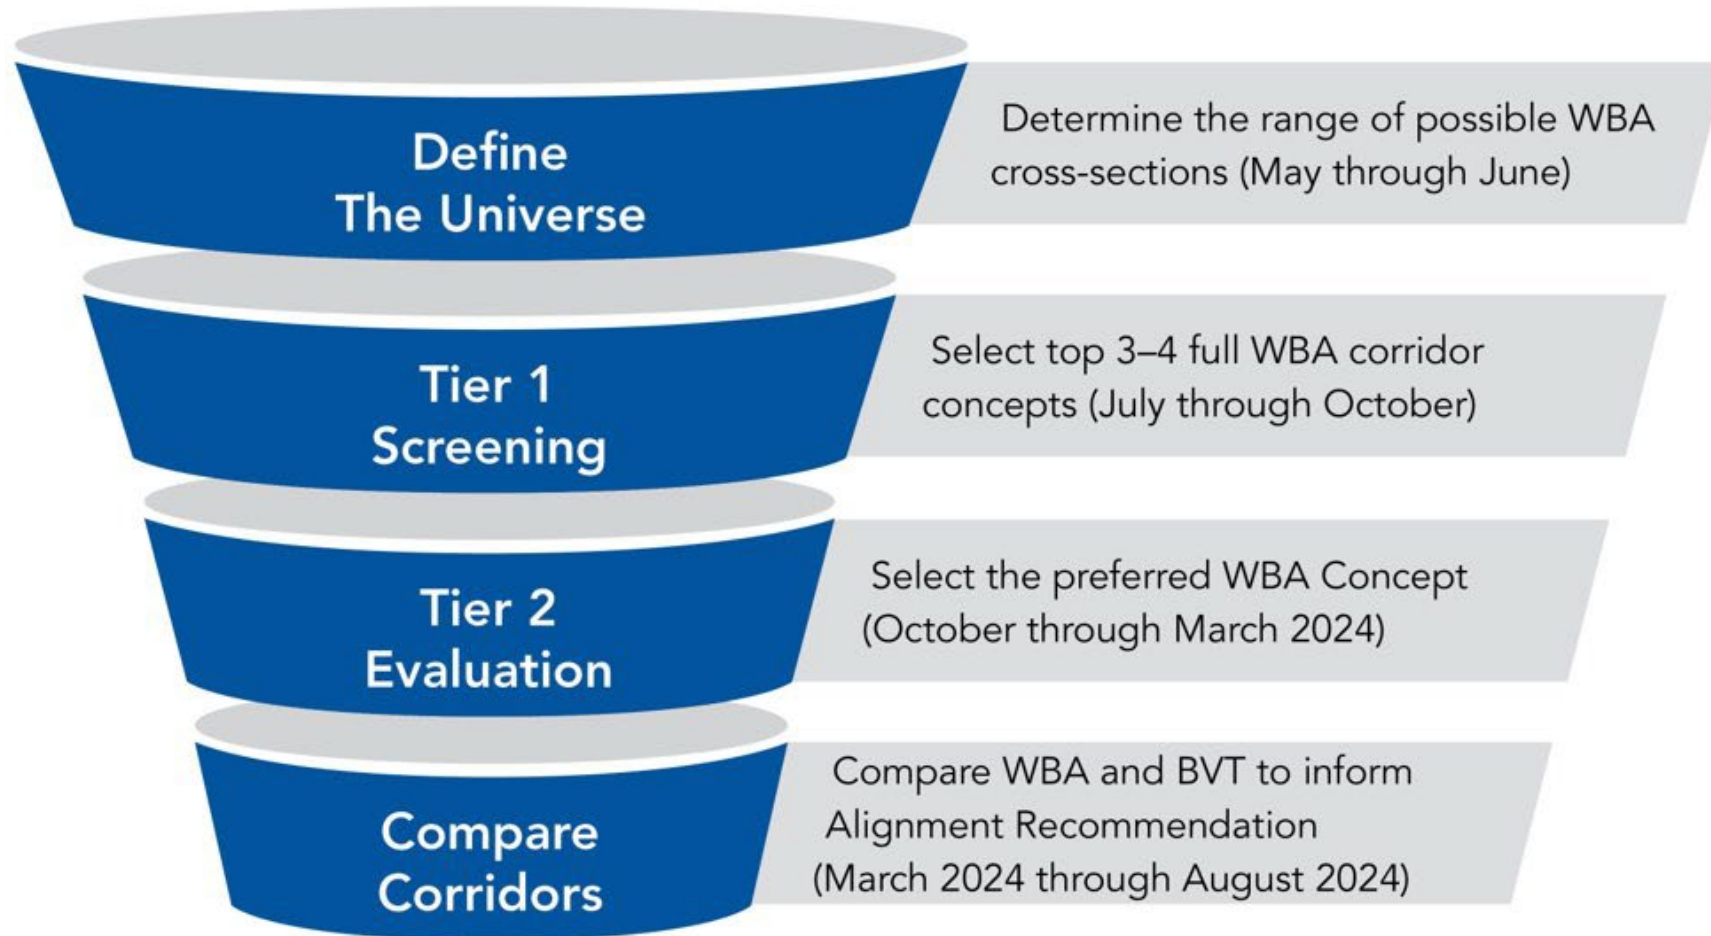 Define
The Universe
Determine the range of possible WBA
cross-sections (May through June)
Tier 1
Screening
Select top 3–4 full WBA corridor
concepts (July through October)
Tier 2
Evaluation
Select the preferred WBA Concept
(October through March 2024)
Compare
Corridors
Compare WBA and BVT to inform
Alignment Recommendation
(March 2024 through August 2024)